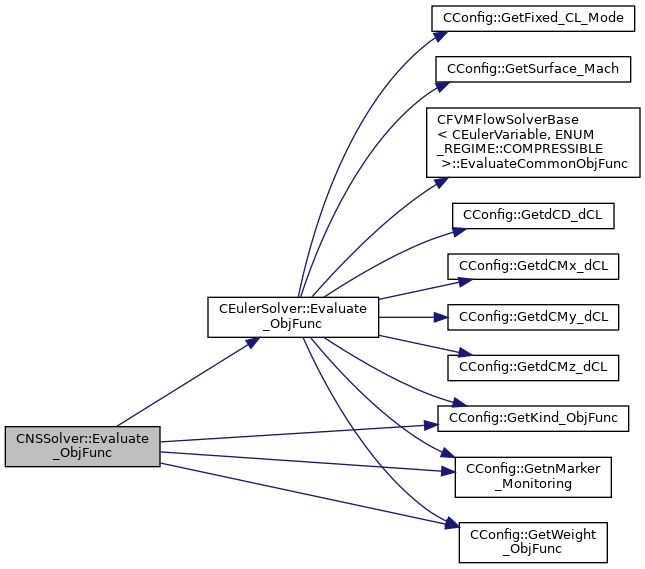 CConfig::GetFixed_CL_Mode
CConfig::GetSurface_Mach
CFVMFlowSolverBase
< CEulerVariable, ENUM
_REGIME::COMPRESSIBLE
>::EvaluateCommonObjFunc
CConfig::GetdCD_dCL
CConfig::GetdCMx_dCL
CEulerSolver::Evaluate
_ObjFunc
CConfig::GetdCMy_dCL
CConfig::GetdCMz_dCL
CConfig::GetKind_ObjFunc
CNSSolver::Evaluate
_ObjFunc
CConfig::GetnMarker
_Monitoring
CConfig::GetWeight
_ObjFunc